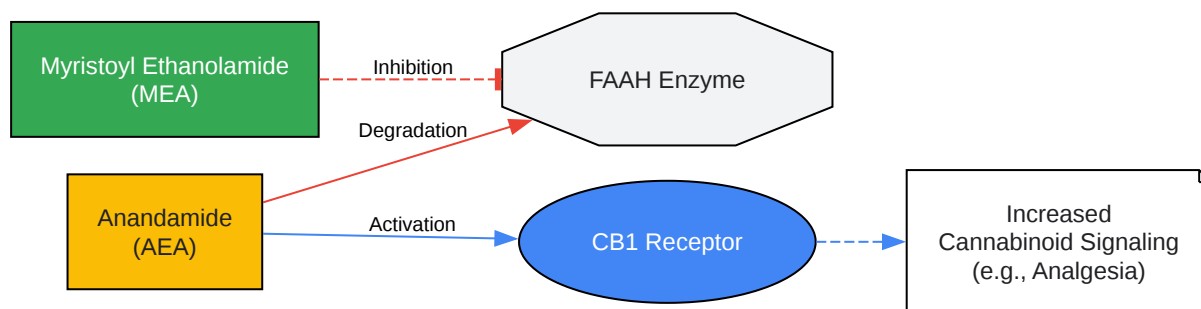 Myristoyl Ethanolamide
(MEA)
Inhibition
FAAH Enzyme
Degradation
Anandamide
(AEA)
Activation
CB1 Receptor
Increased
Cannabinoid Signaling
(e.g., Analgesia)